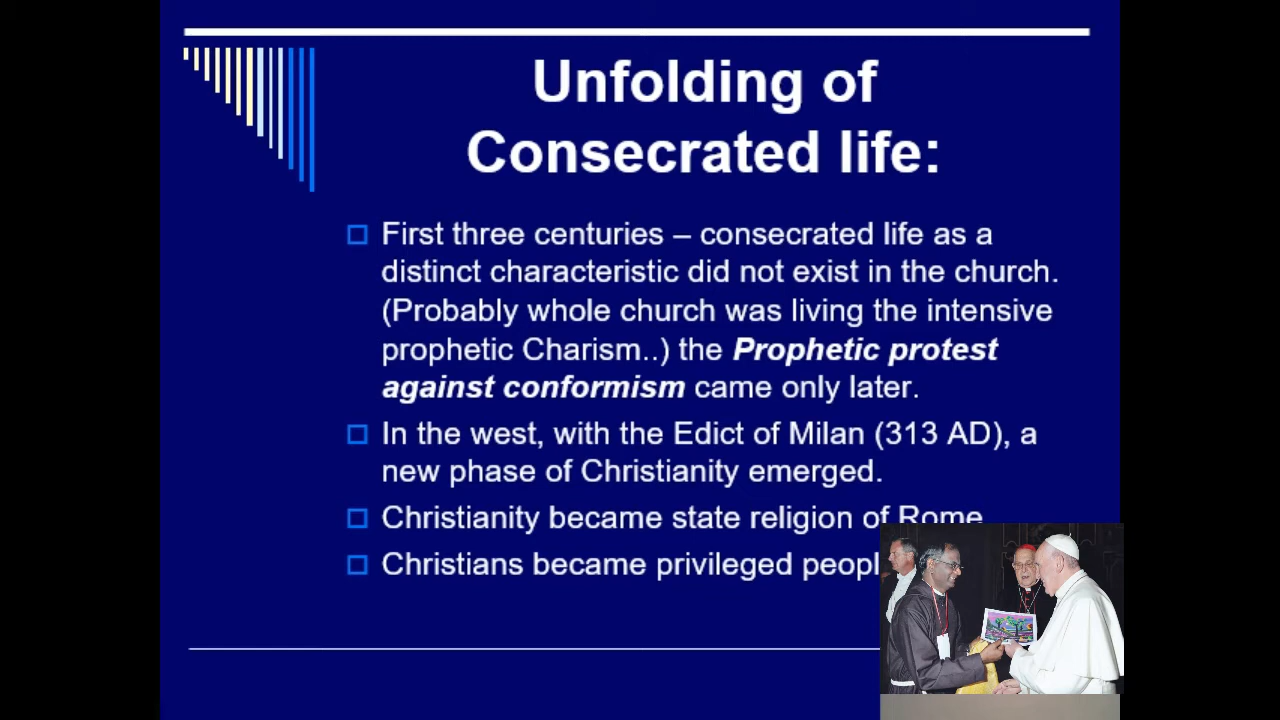 Unfolding of
Consecrated life:
First three centuries – consecrated life as a
distinct characteristic did not exist in the church.
(Probably whole church was living the intensive
prophetic Charism..) the Prophetic protest
against conformism came only later.
In the west, with the Edict of Milan (313 AD), a
new phase of Christianity emerged.
Christianity became state religion of Rome
Christians became privileged peopl